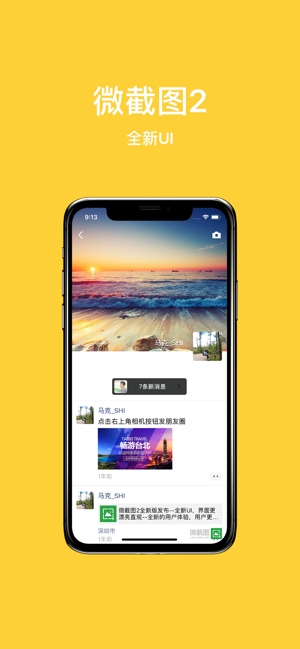 微截图2
全新UI
9:13
马克_SHI
7条新消息
马克_SHI
点击右上角相机按钮发朋友圈
TAIBEI TRAVEL
畅游台北
1年前
马克_SHI
微截图2全新版发布--全新UI，界面更
漂亮直观--全新的用户体验，用户更...
深圳市
微截图
1年前